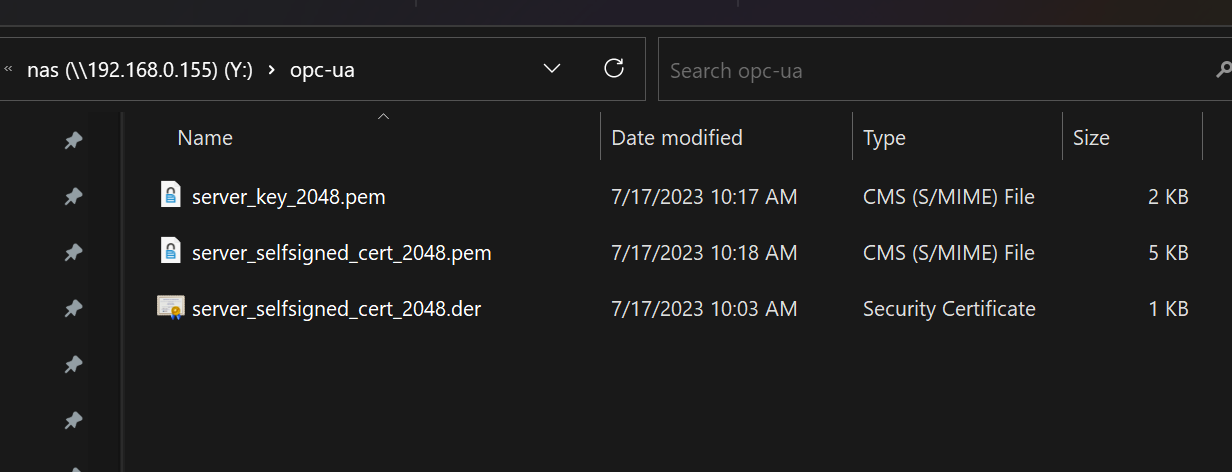 « nas (\\192.168.0.155) (Y:) › opc-ua
Search opc-ua
Name Date modified Type Size
server_key_2048.pem 7/17/2023 10:17 AM CMS (S/MIME) File 2 KB
server_selfsigned_cert_2048.pem 7/17/2023 10:18 AM CMS (S/MIME) File 5 KB
server_selfsigned_cert_2048.der 7/17/2023 10:03 AM Security Certificate 1 KB